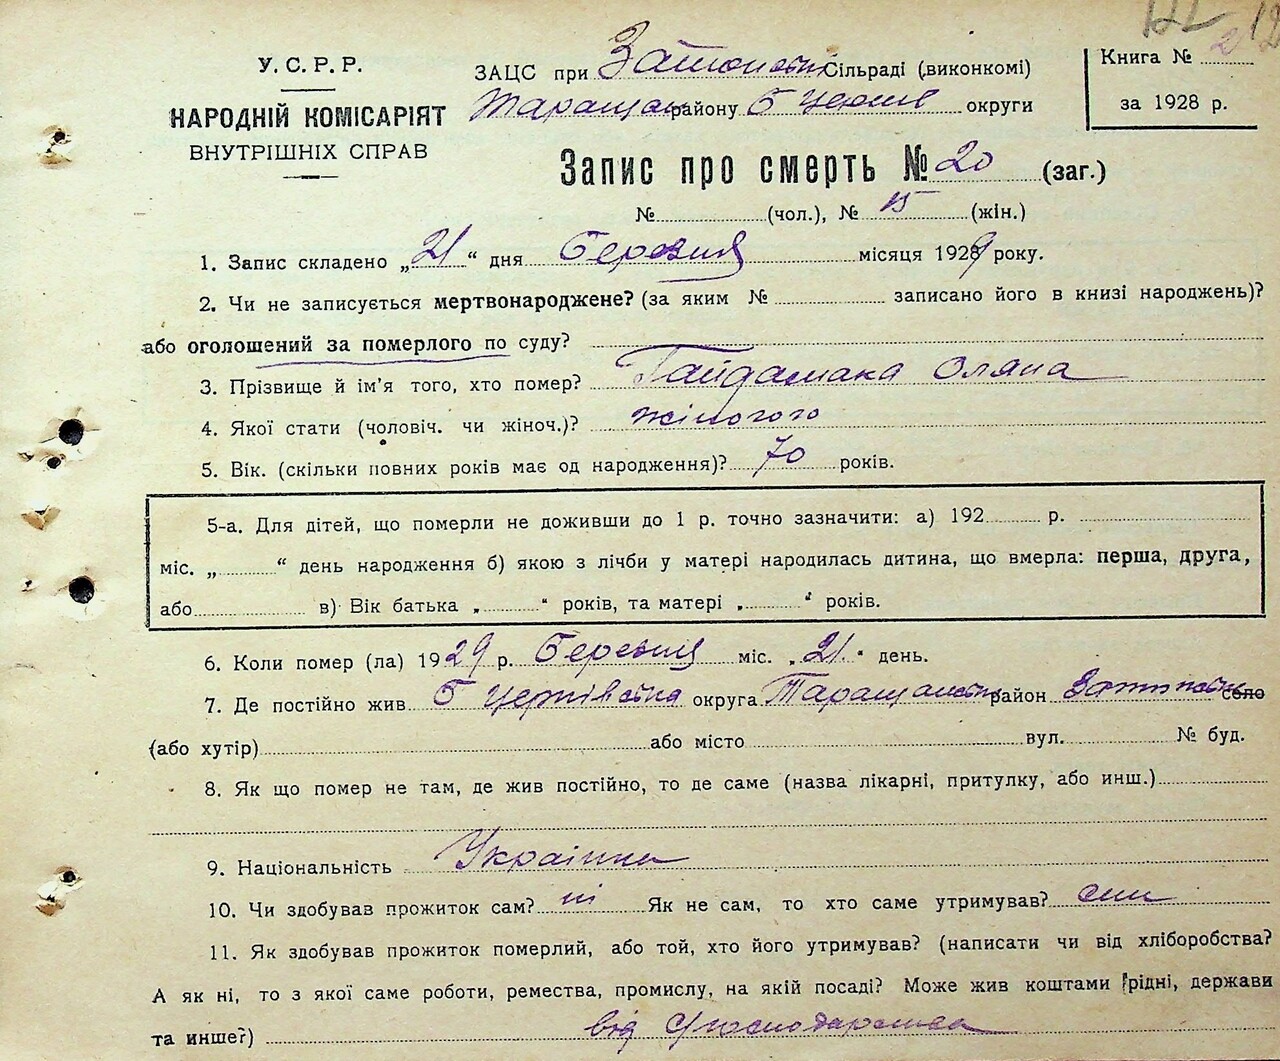 2
У. С. Р. Р.
НАРОДНІЙ КОМІСАРІЯТ
ВНУТРІШНІХ СПРАВ
ЗАЦС при Сільраді (виконкомі)
району Б Церків округи
Книга №
за 1928 р.
Запис про смерть № 20 (заг.)
№ (чол.), № 15 (жін.)
1. Запис складено „21“ дня Березня місяця 1929 року.
2. Чи не записується мертвонароджене? (за яким № записано його в книзі народжень)?
або оголошений за померлого по суду?
3. Прізвище й ім’я того, хто помер? Гайдамака Оляна
4. Якої стати (чоловіч. чи жіноч.)? жіночого
5. Вік. (скільки повних років має од народження)? 70 років.
5-а. Для дітей, що померли не доживши до 1 р. точно зазначити: а) 192 р.
міс. „ “ день народження б) якою з лічби у матері народилась дитина, що вмерла: перша, друга,
або в) Вік батька „ “ років, та матері „ “ років.
6. Коли помер (ла) 1929 р. Березня міс. „21“ день.
7. Де постійно жив Б Церківська округа район село
(або хутір) або місто вул. № буд.
8. Як що помер не там, де жив постійно, то де саме (назва лікарні, притулку, або инш.)
9. Національність Українка
10. Чи здобував прожиток сам? ні Як не сам, то хто саме утримував? син
11. Як здобував прожиток померлий, або той, хто його утримував? (написати чи від хліборобства?
А як ні, то з якої саме роботи, ремества, промислу, на якій посаді? Може жив коштами рідні, держави
та инше?) від господарства